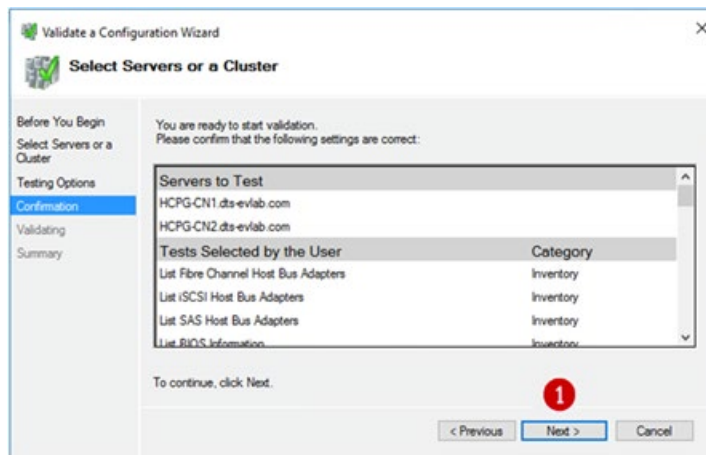 Validate a Configuration Wizard
Select Servers or a Cluster
Before You Begin
Select Servers or a
Cluster
Testing Options
Confirmation
Validating
Summary
You are ready to start validation.
Please confirm that the following settings are correct:
Servers to Test
HCPG-CN1.dts-evlab.com
HCPG-CN2.dts-evlab.com
Tests Selected by the User Category
List Fibre Channel Host Bus Adapters Inventory
List iSCSI Host Bus Adapters Inventory
List SAS Host Bus Adapters Inventory
List BIOS Information Inventory
To continue, click Next.
1
< Previous Next > Cancel